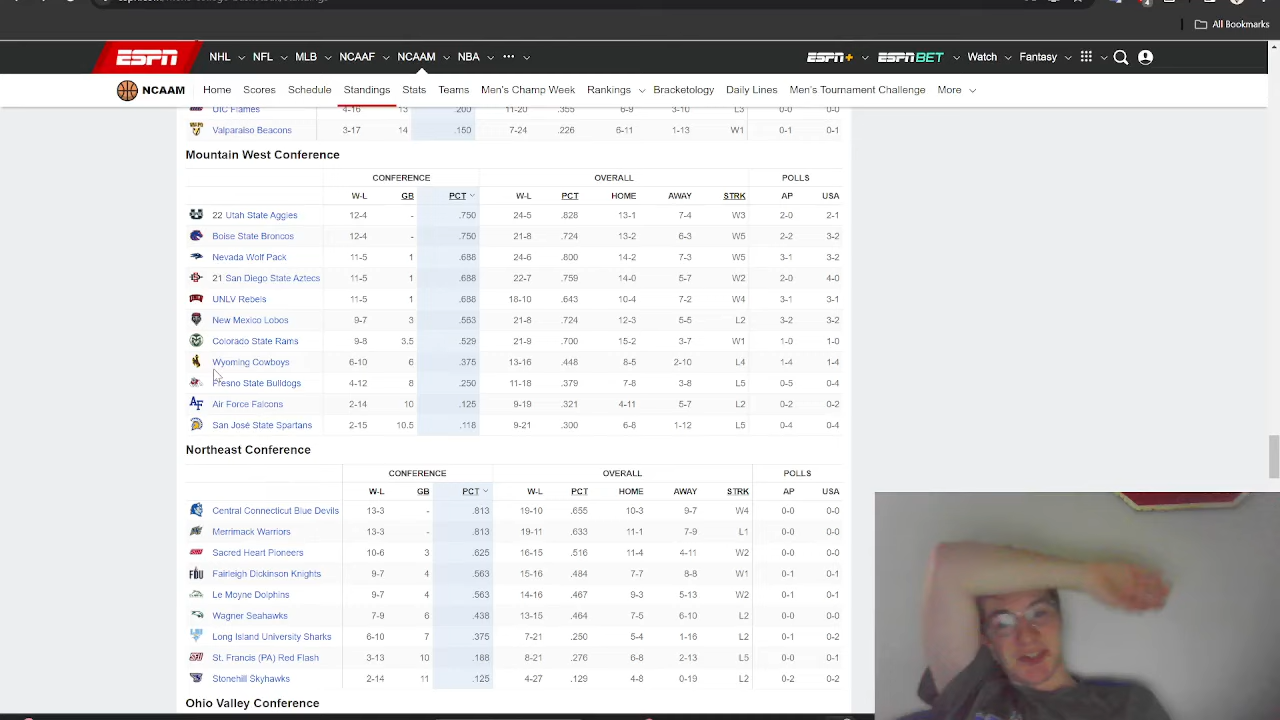 All Bookmarks
ESPN NHL NFL MLB NCAAF NCAAM NBA ••• ESPN+ ESPNBET Watch Fantasy
NCAAM Home Scores Schedule Standings Stats Teams Men's Champ Week Rankings Bracketology Daily Lines Men's Tournament Challenge More
UIC Flames 4-16 13 .200 11-20 .355 6-9 3-10 L3 0-0 0-0
Valparaiso Beacons 3-17 14 .150 7-24 .226 6-11 1-13 W1 0-1 0-1
Mountain West Conference
CONFERENCE OVERALL POLLS
W-L GB PCT W-L PCT HOME AWAY STRK AP USA
22 Utah State Aggies 12-4 - .750 24-5 .828 13-1 7-4 W3 2-0 2-1
Boise State Broncos 12-4 - .750 21-8 .724 13-2 6-3 W5 2-2 3-2
Nevada Wolf Pack 11-5 1 .688 24-6 .800 14-2 7-3 W5 3-1 3-2
21 San Diego State Aztecs 11-5 1 .688 22-7 .759 14-0 5-7 W2 2-0 4-0
UNLV Rebels 11-5 1 .688 18-10 .643 10-4 7-2 W4 3-1 3-1
New Mexico Lobos 9-7 3 .563 21-8 .724 12-3 5-5 L2 3-2 3-2
Colorado State Rams 9-8 3.5 .529 21-9 .700 15-2 3-7 W1 1-0 1-0
Wyoming Cowboys 6-10 6 .375 13-16 .448 8-5 2-10 L4 1-4 1-4
Fresno State Bulldogs 4-12 8 .250 11-18 .379 7-8 3-8 L5 0-5 0-4
AF Air Force Falcons 2-14 10 .125 9-19 .321 4-11 5-7 L2 0-2 0-2
San José State Spartans 2-15 10.5 .118 9-21 .300 6-8 1-12 L5 0-4 0-4
Northeast Conference
CONFERENCE OVERALL POLLS
W-L GB PCT W-L PCT HOME AWAY STRK AP USA
Central Connecticut Blue Devils 13-3 - .813 19-10 .655 10-3 9-7 W4 0-0 0-0
Merrimack Warriors 13-3 - .813 19-11 .633 11-1 7-9 L1 0-0 0-0
Sacred Heart Pioneers 10-6 3 .625 16-15 .516 11-4 4-11 W2 0-0 0-0
FDU Fairleigh Dickinson Knights 9-7 4 .563 15-16 .484 7-7 8-8 W1 0-1 0-1
Le Moyne Dolphins 9-7 4 .563 14-16 .467 9-3 5-13 W2 0-1 0-1
Wagner Seahawks 7-9 6 .438 13-15 .464 7-5 6-10 L2 0-0 0-0
Long Island University Sharks 6-10 7 .375 7-21 .250 5-4 1-16 L2 0-1 0-2
St. Francis (PA) Red Flash 3-13 10 .188 8-21 .276 6-8 2-13 L5 0-0 0-1
Stonehill Skyhawks 2-14 11 .125 4-27 .129 4-8 0-19 L2 0-2 0-2
Ohio Valley Conference